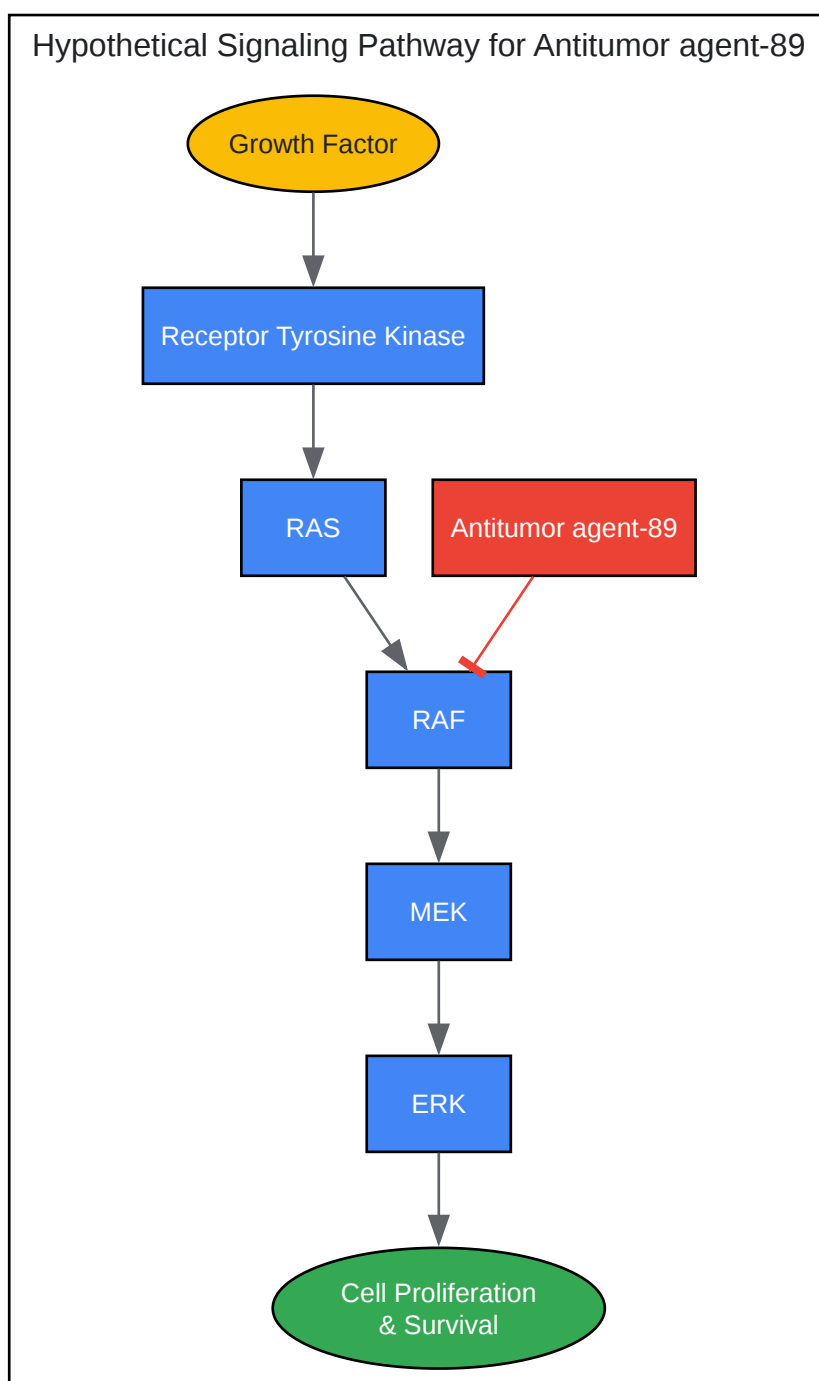 Hypothetical Signaling Pathway for Antitumor agent-89
Growth Factor
Receptor Tyrosine Kinase
RAS
Antitumor agent-89
RAF
MEK
ERK
Cell Proliferation
& Survival